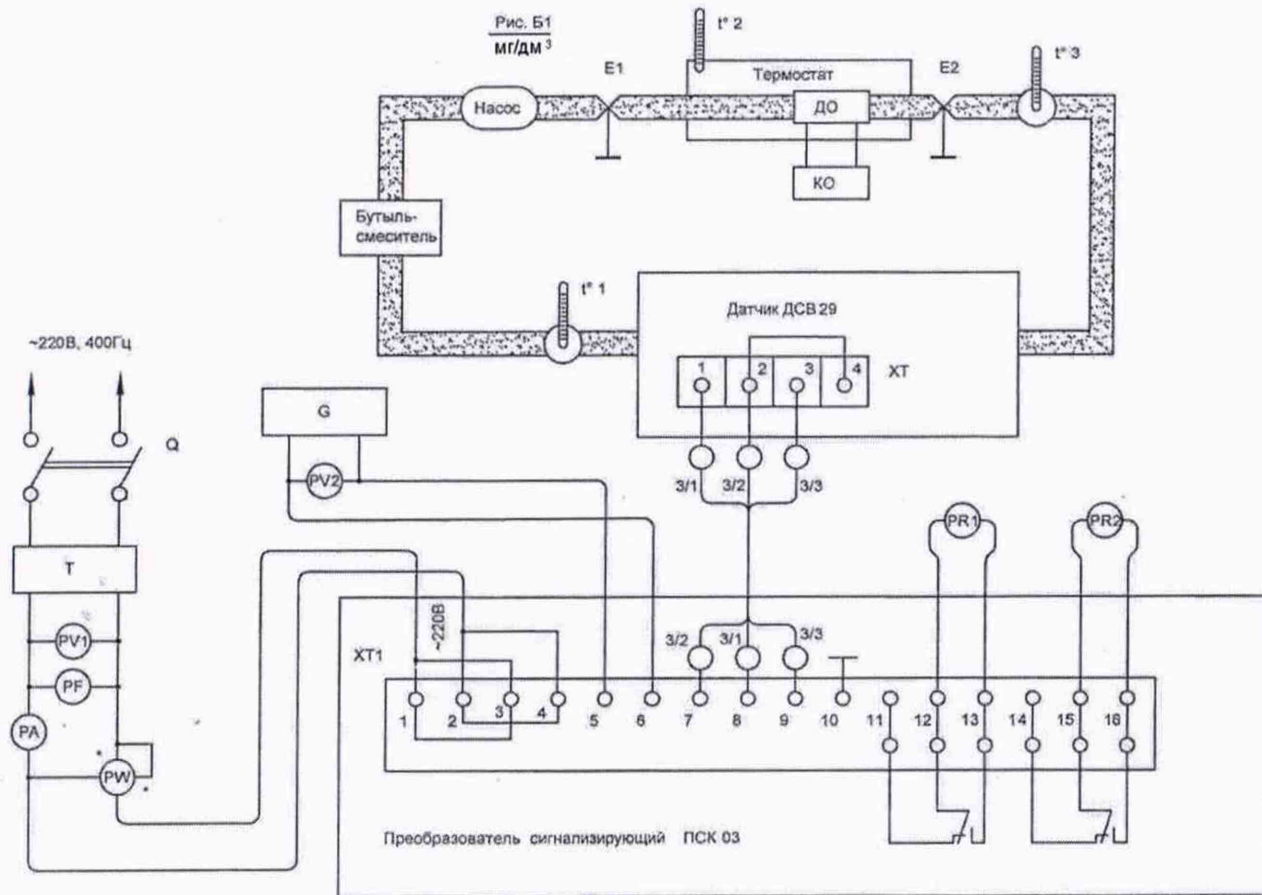 Рис. Б1
мг/дм³
t° 2
t° 3
E1
Термостат
E2
Насос
ДО
КО
Бутыль-
смеситель
t° 1
Датчик ДСВ 29
~220В, 400Гц
1
2
3
4
ХТ
G
Q
PV2
3/1
3/2
3/3
PR1
PR2
T
~220В
PV1
3/2
3/1
3/3
ХТ1
PF
1
2
3
4
5
6
7
8
9
10
11
12
13
14
15
16
PA
*
PW
*
Преобразователь сигнализирующий ПСК 03